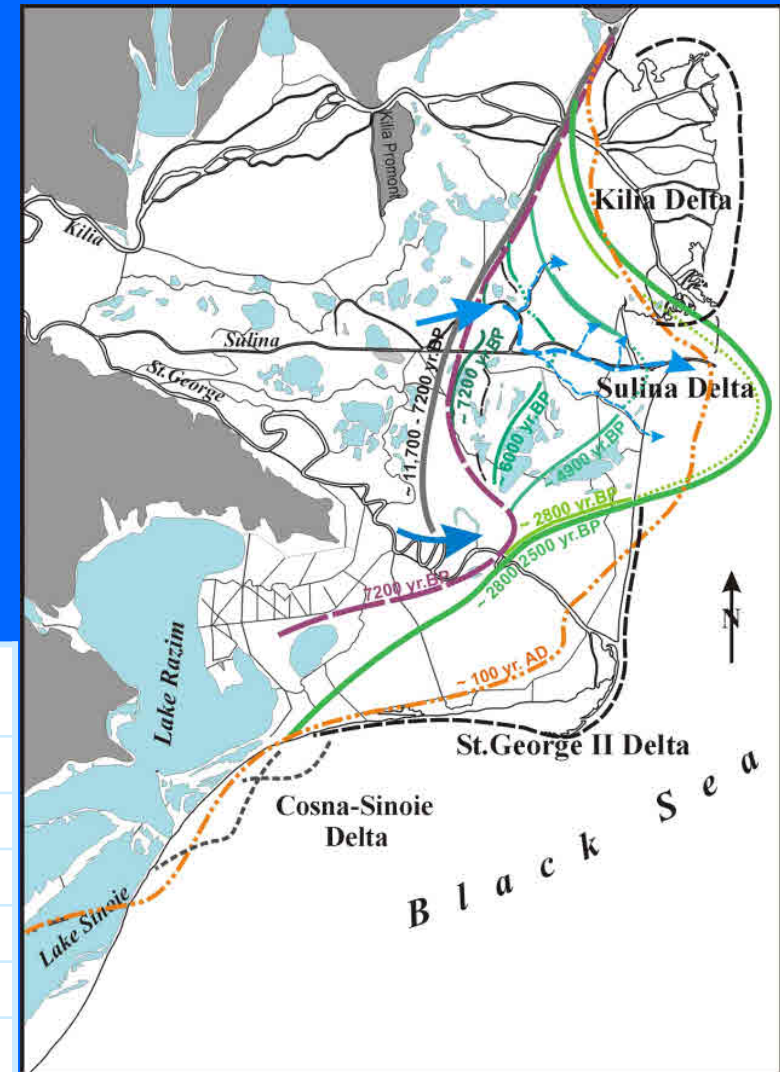 Kilia Promont.
Kilia
Kilia Delta
Sulina
St.George
~ 11,700 - 7200 yr.BP
~ 7200 yr.BP
~ 6000 yr.BP
4900 yr.BP
Sulina Delta
~ 2800 yr.BP
~ 2800/2500 yr.BP
7200 yr.BP
N
~ 100 yr. AD
Lake Razim
St.George II Delta
Cosna-Sinoie
Delta
Black Sea
Lake Sinoie